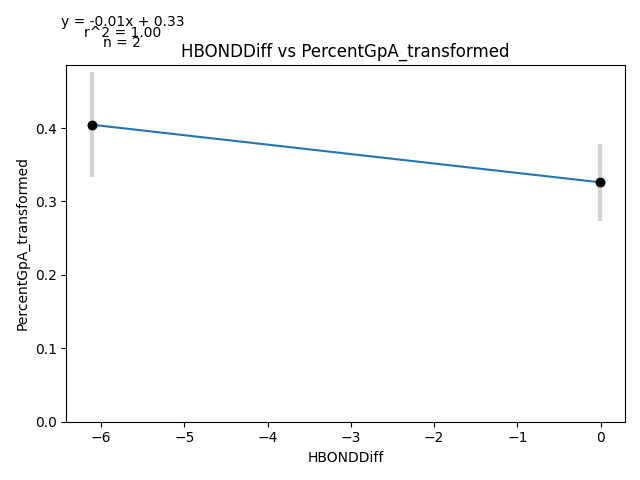 y = -0.01x + 0.33
r^2 = 1.00
n = 2
HBONDDiff vs PercentGpA_transformed
PercentGpA_transformed
0.4
0.3
0.2
0.1
0.0
−6 −5 −4 −3 −2 −1 0
HBONDDiff